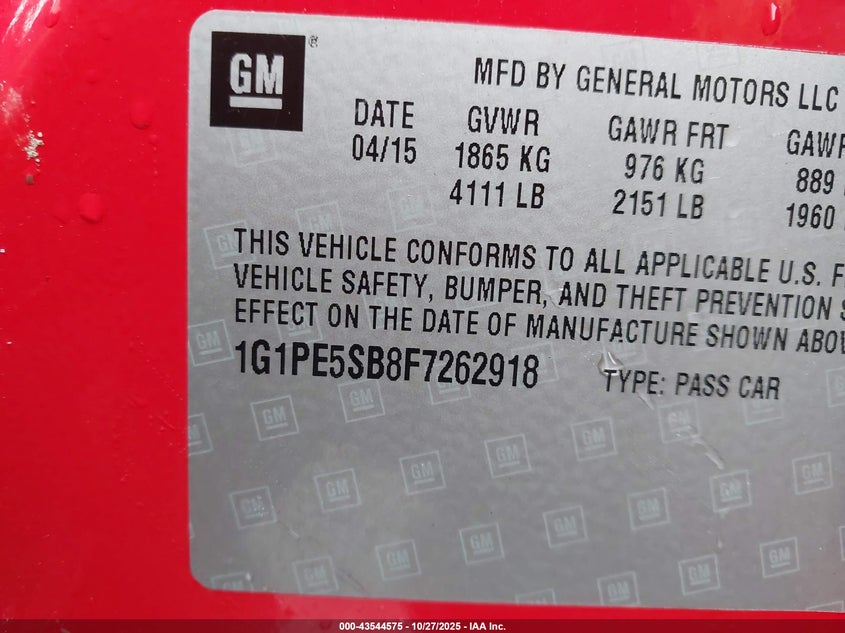 GM ®
MFD BY GENERAL MOTORS LLC
DATE GVWR GAWR FRT GAWR
04/15 1865 KG 976 KG 889
4111 LB 2151 LB 1960
THIS VEHICLE CONFORMS TO ALL APPLICABLE U.S. F
VEHICLE SAFETY, BUMPER, AND THEFT PREVENTION S
EFFECT ON THE DATE OF MANUFACTURE SHOWN ABOV
1G1PE5SB8F7262918 TYPE: PASS CAR
000-43544575 - 10/27/2025 - IAA Inc.